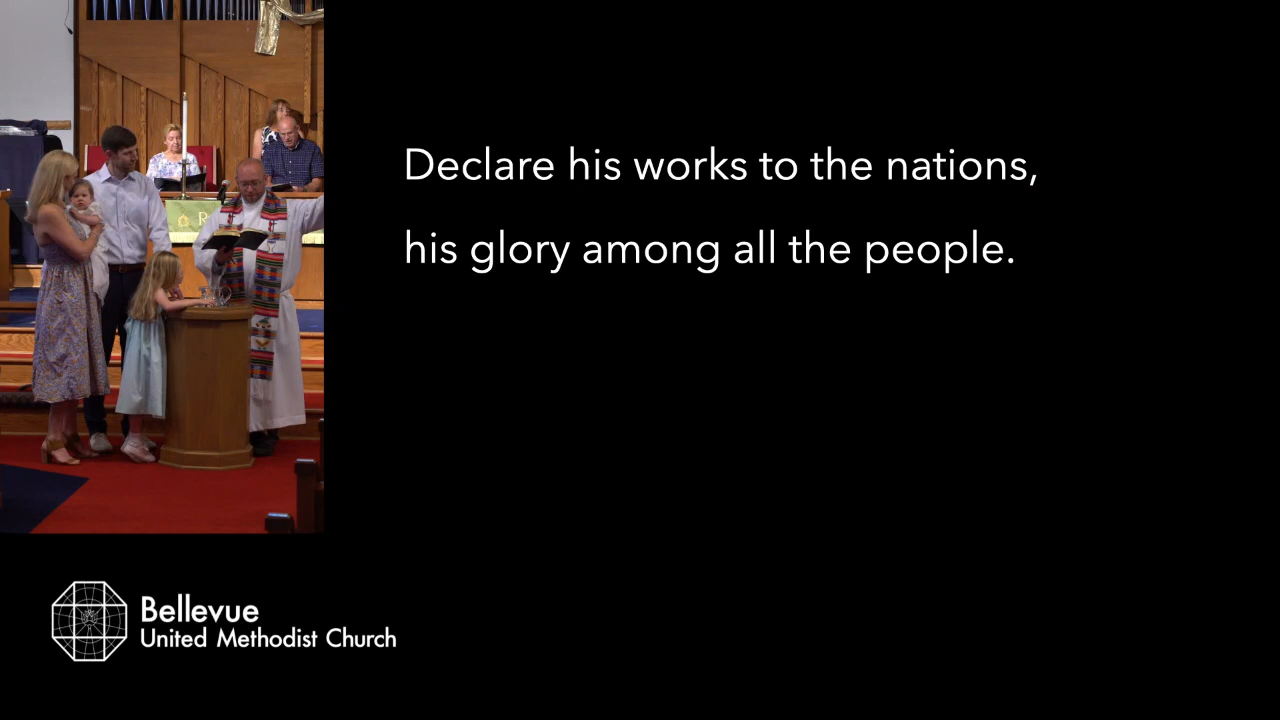 Declare his works to the nations,
his glory among all the people.
Bellevue
United Methodist Church